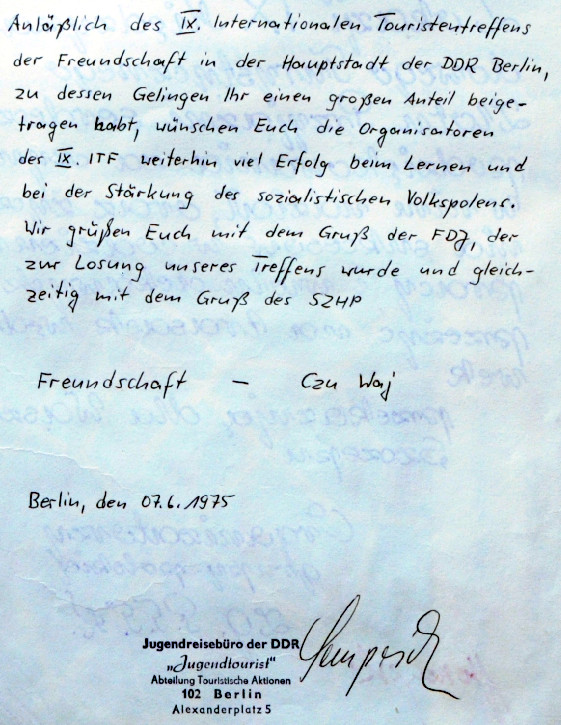 Anläßlich des IX. Internationalen Touristentreffens
der Freundschaft in der Hauptstadt der DDR Berlin,
zu dessen Gelingen Ihr einen großen Anteil beige-
tragen habt, wünschen Euch die Organisatoren
des IX. ITF weiterhin viel Erfolg beim Lernen und
bei der Stärkung des sozialistischen Volkspolens.
Wir grüßen Euch mit dem Gruß der FDJ, der
zur Losung unseres Treffens wurde und gleich-
zeitig mit dem Gruß des SZHP
Freundschaft — Czu Waj
Berlin, den 07.6.1975
Jugendreisebüro der DDR
„Jugendtourist"
Abteilung Touristische Aktionen
102 Berlin
Alexanderplatz 5